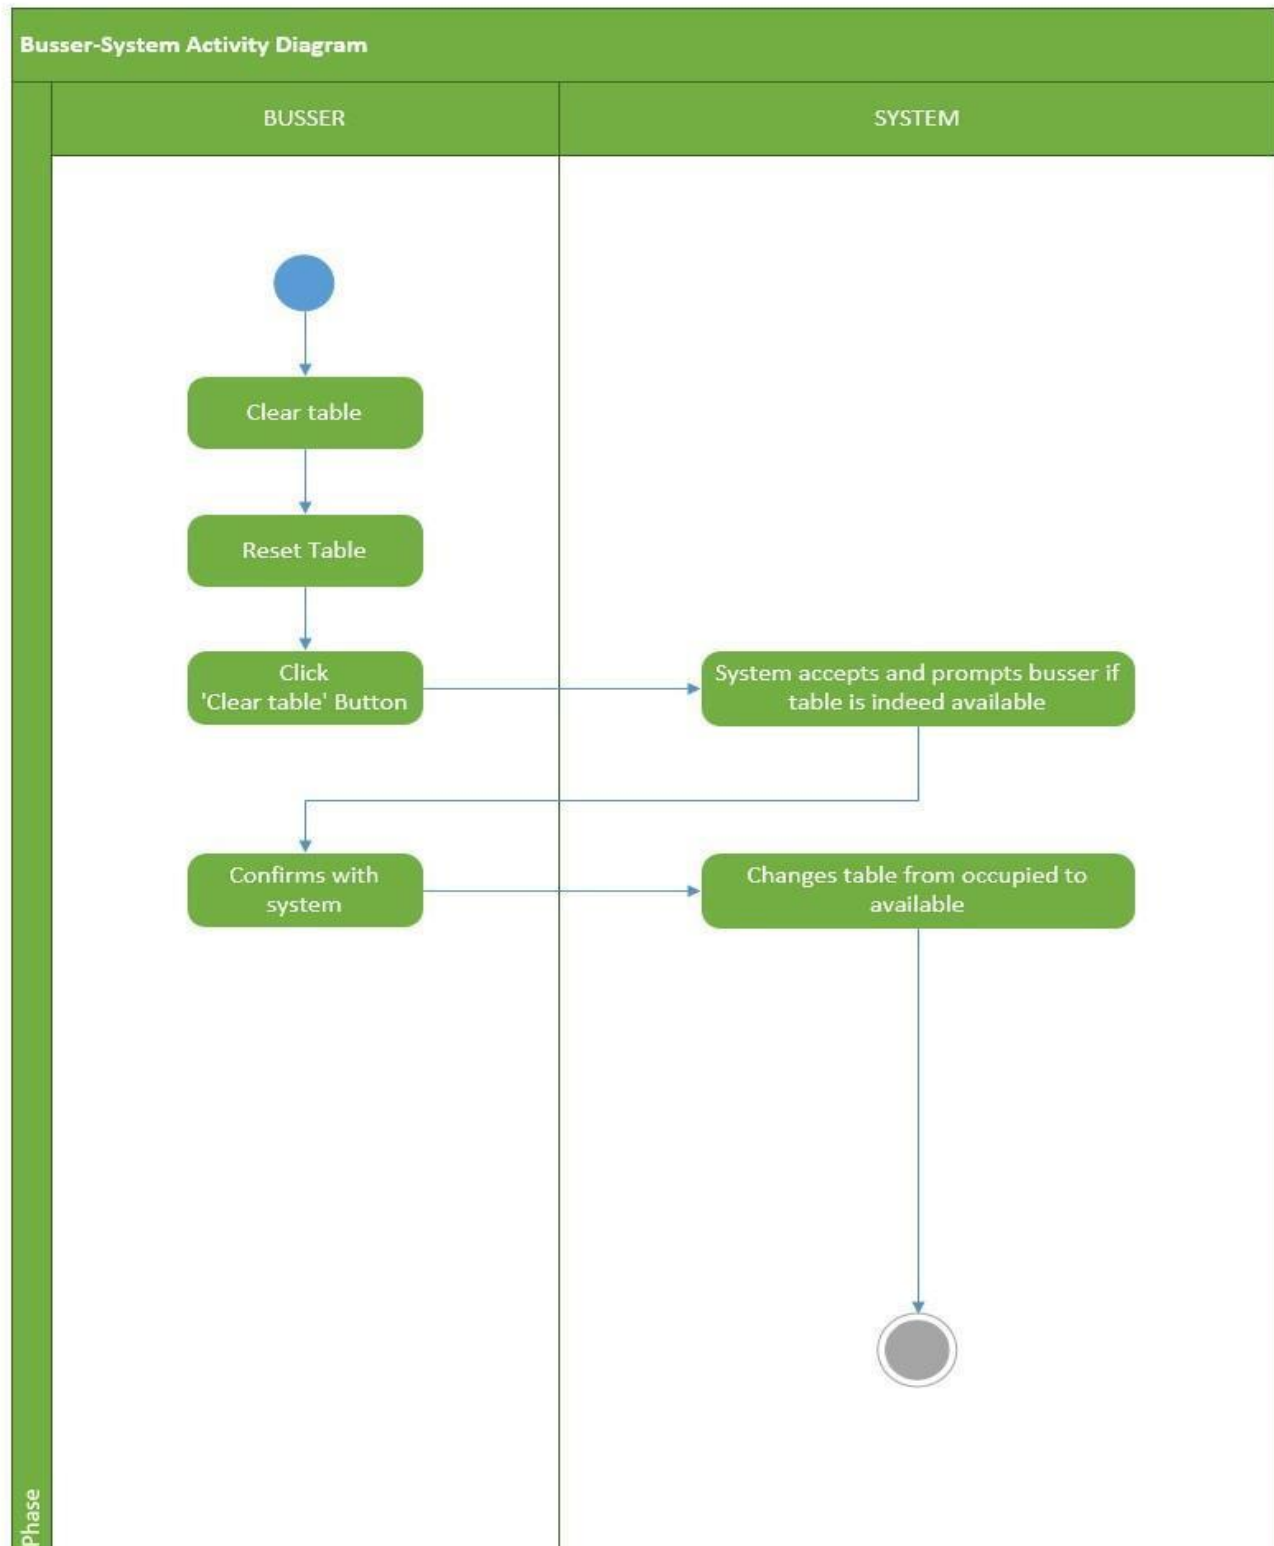 Busser-System Activity Diagram
BUSSER
SYSTEM
Clear table
Reset Table
Click
'Clear table' Button
System accepts and prompts busser if
table is indeed available
Confirms with
system
Changes table from occupied to
available
Phase